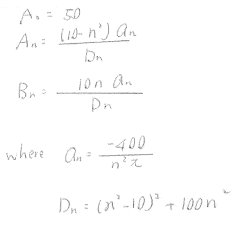 A₀ = 50
Aₙ = (10-n²) aₙ / Dₙ
Bₙ = 10n aₙ / Dₙ
where aₙ = -400 / n²π
Dₙ = (n²-10)² + 100n²